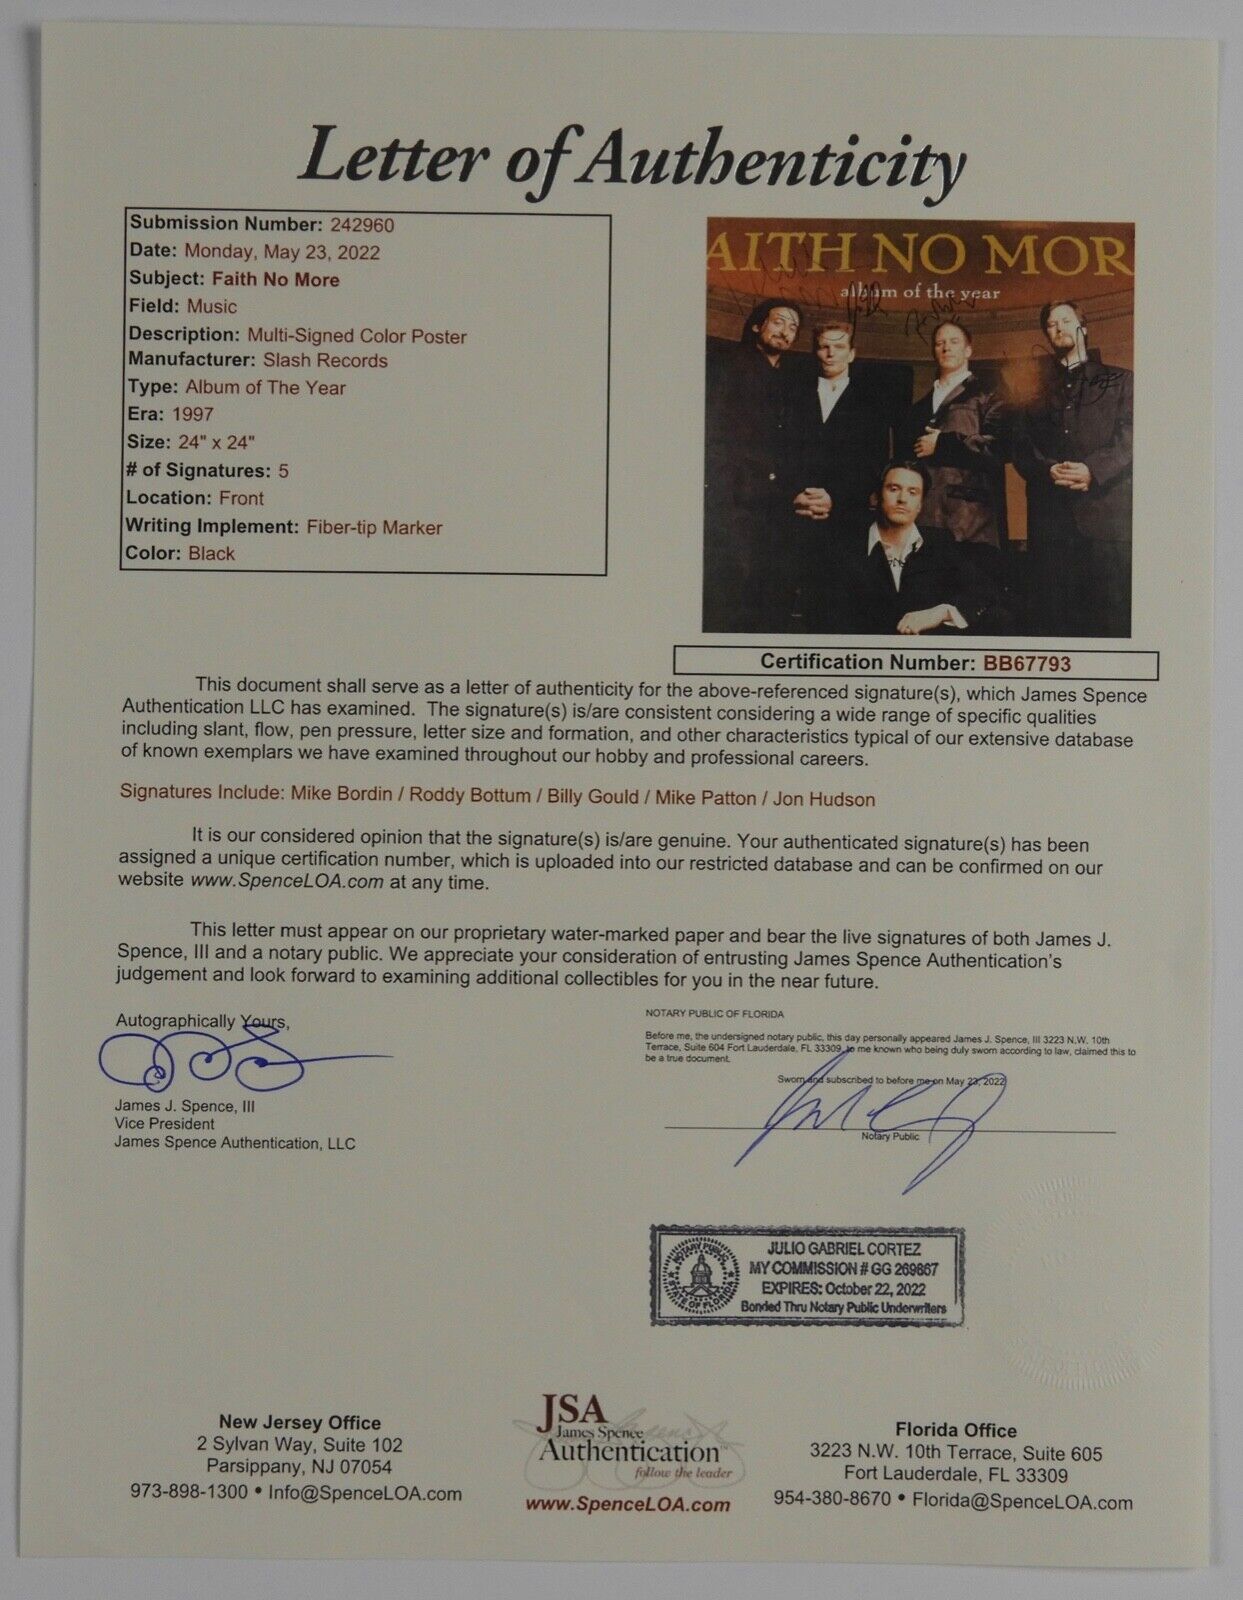 Letter of Authenticity
Submission Number: 242960
Date: Monday, May 23, 2022
Subject: Faith No More
Field: Music
Description: Multi-Signed Color Poster
Manufacturer: Slash Records
Type: Album of The Year
Era: 1997
Size: 24" x 24"
# of Signatures: 5
Location: Front
Writing Implement: Fiber-tip Marker
Color: Black
AITH NO MOR
album of the year
Certification Number: BB67793
This document shall serve as a letter of authenticity for the above-referenced signature(s), which James Spence
Authentication LLC has examined. The signature(s) is/are consistent considering a wide range of specific qualities
including slant, flow, pen pressure, letter size and formation, and other characteristics typical of our extensive database
of known exemplars we have examined throughout our hobby and professional careers.
Signatures Include: Mike Bordin / Roddy Bottum / Billy Gould / Mike Patton / Jon Hudson
It is our considered opinion that the signature(s) is/are genuine. Your authenticated signature(s) has been
assigned a unique certification number, which is uploaded into our restricted database and can be confirmed on our
website www.SpenceLOA.com at any time.
This letter must appear on our proprietary water-marked paper and bear the live signatures of both James J.
Spence, III and a notary public. We appreciate your consideration of entrusting James Spence Authentication's
judgement and look forward to examining additional collectibles for you in the near future.
Autographically Yours,
James J. Spence, III
Vice President
James Spence Authentication, LLC
NOTARY PUBLIC OF FLORIDA
Before me, the undersigned notary public, this day personally appeared James J. Spence, III 3223 N.W. 10th
Terrace, Suite 604 Fort Lauderdale, FL 33309, to me known who being duly sworn according to law, claimed this to
be a true document.
Sworn and subscribed to before me on May 23, 2022
Notary Public
NOTARY PUBLIC
STATE OF FLORIDA
JULIO GABRIEL CORTEZ
MY COMMISSION # GG 269867
EXPIRES: October 22, 2022
Bonded Thru Notary Public Underwriters
New Jersey Office
2 Sylvan Way, Suite 102
Parsippany, NJ 07054
973-898-1300 • Info@SpenceLOA.com
JSA
James Spence
Authentication™
follow the leader
www.SpenceLOA.com
Florida Office
3223 N.W. 10th Terrace, Suite 605
Fort Lauderdale, FL 33309
954-380-8670 • Florida@SpenceLOA.com